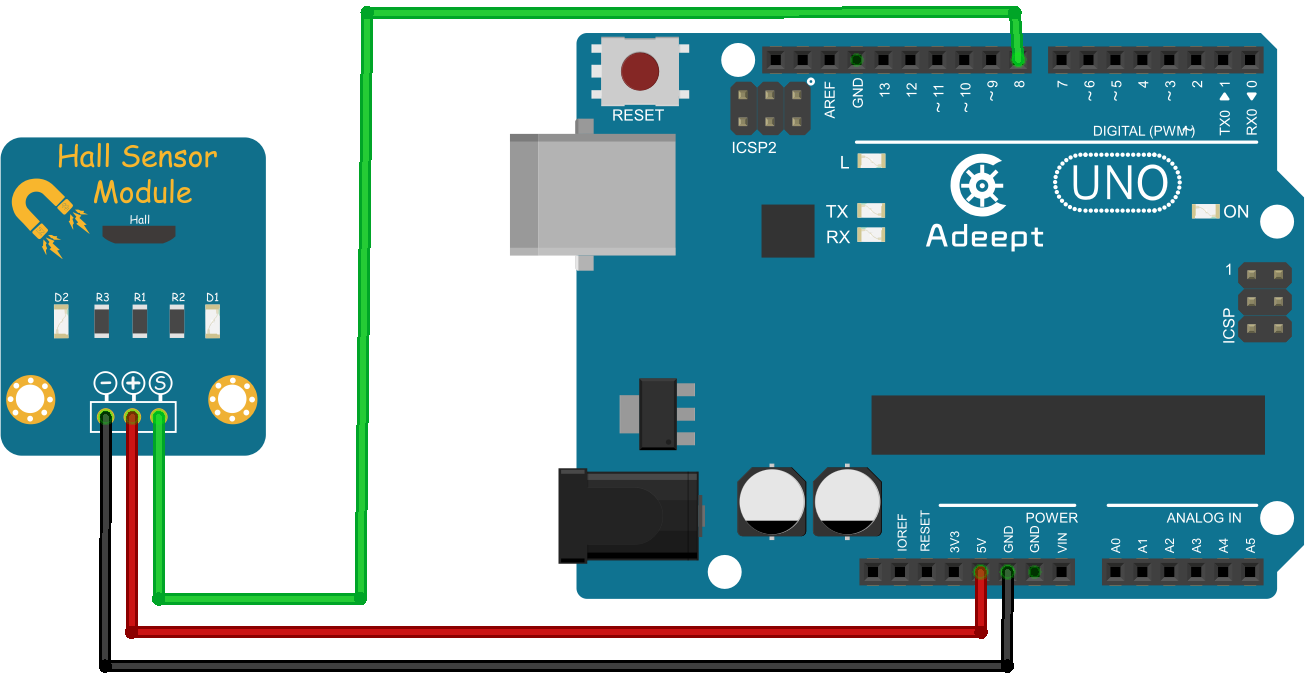 Hall Sensor
Module
Hall
D2 R3 R1 R2 D1
− + S
RESET
ICSP2
AREF
GND
13
12
~11
~10
~9
8
7
~6
~5
4
~3
2
TX0 ▶ 1
RX0 ◀ 0
DIGITAL (PWM~)
L
TX
RX
Adeept
UNO
ON
1
ICSP
POWER
ANALOG IN
IOREF
RESET
3V3
5V
GND
GND
VIN
A0
A1
A2
A3
A4
A5